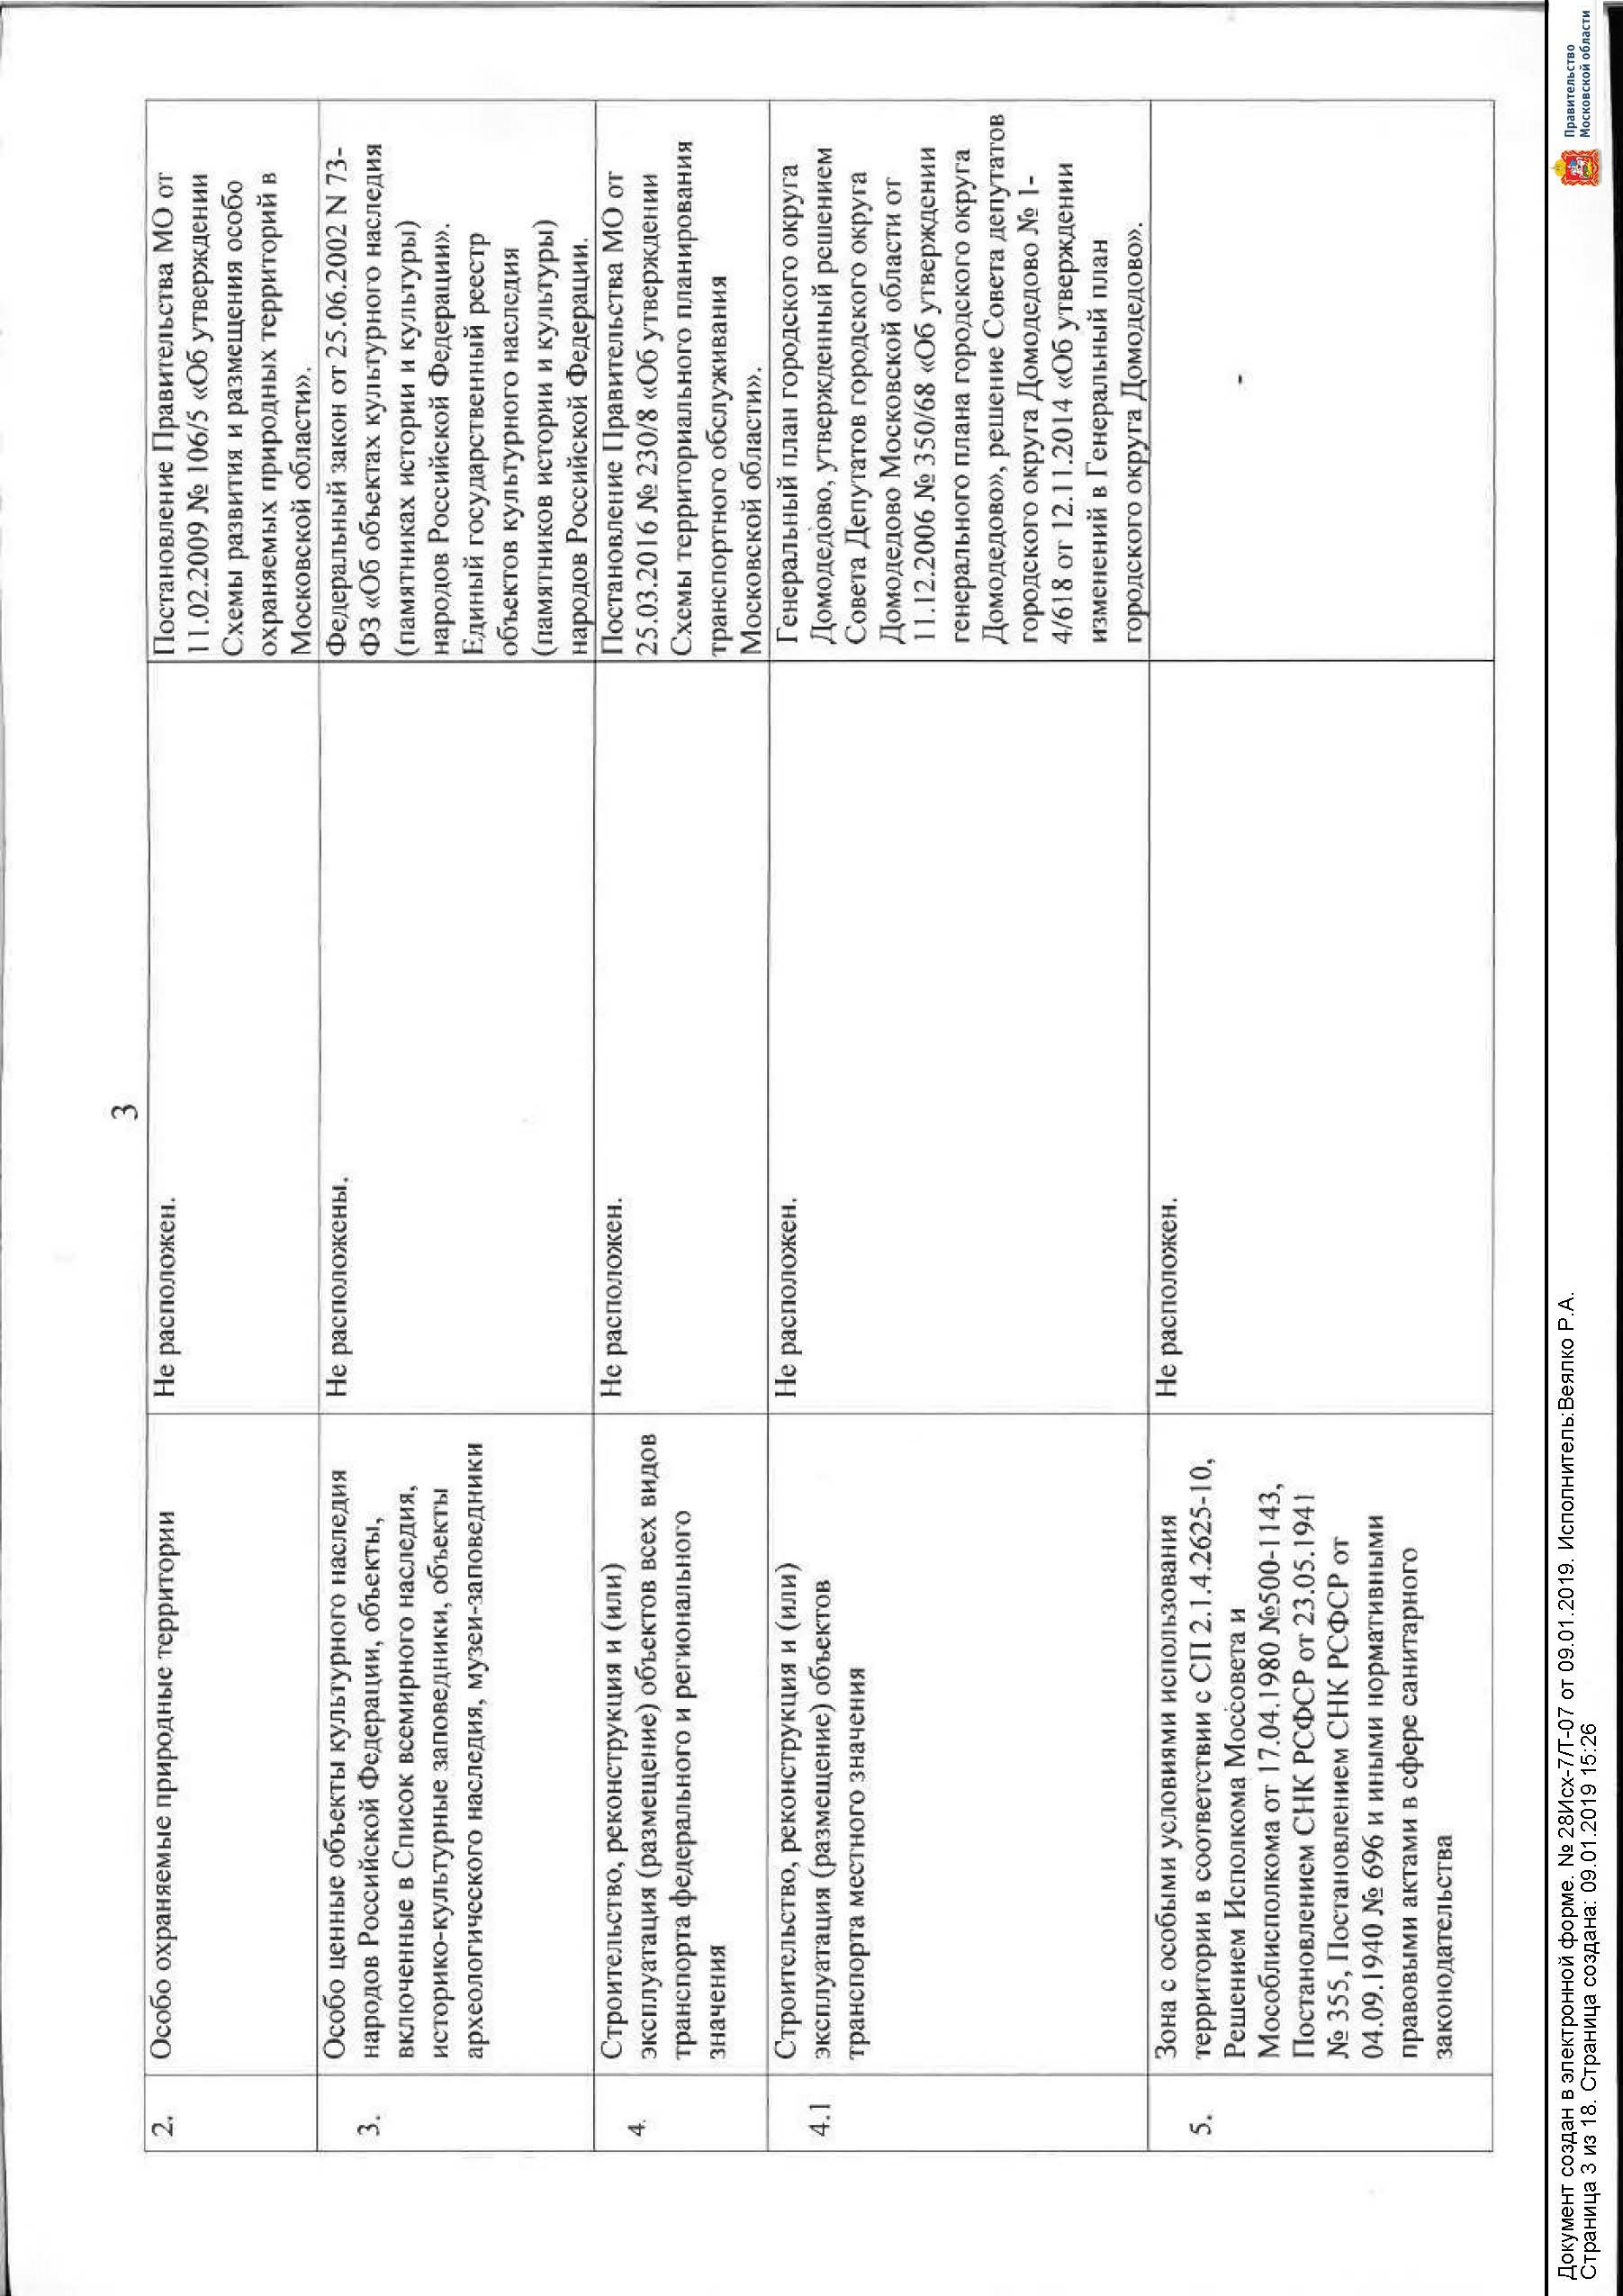 3
2.
Особо охраняемые природные территории
Не расположен.
Постановление Правительства МО от
11.02.2009 № 106/5 «Об утверждении
Схемы развития и размещения особо
охраняемых природных территорий в
Московской области».
3.
Особо ценные объекты культурного наследия
народов Российской Федерации, объекты,
включенные в Список всемирного наследия,
историко-культурные заповедники, объекты
археологического наследия, музеи-заповедники
Не расположены.
Федеральный закон от 25.06.2002 N 73-
ФЗ «Об объектах культурного наследия
(памятниках истории и культуры)
народов Российской Федерации».
Единый государственный реестр
объектов культурного наследия
(памятников истории и культуры)
народов Российской Федерации.
4.
Строительство, реконструкция и (или)
эксплуатация (размещение) объектов всех видов
транспорта федерального и регионального
значения
Не расположен.
Постановление Правительства МО от
25.03.2016 № 230/8 «Об утверждении
Схемы территориального планирования
транспортного обслуживания
Московской области».
4.1
Строительство, реконструкция и (или)
эксплуатация (размещение) объектов
транспорта местного значения
Не расположен.
Генеральный план городского округа
Домодедово, утвержденный решением
Совета Депутатов городского округа
Домодедово Московской области от
11.12.2006 № 350/68 «Об утверждении
генерального плана городского округа
Домодедово», решение Совета депутатов
городского округа Домодедово № 1-
4/618 от 12.11.2014 «Об утверждении
изменений в Генеральный план
городского округа Домодедово».
5.
Зона с особыми условиями использования
территории в соответствии с СП 2.1.4.2625-10,
Решением Исполкома Моссовета и
Мособлисполкома от 17.04.1980 №500-1143,
Постановлением СНК РСФСР от 23.05.1941
№ 355, Постановлением СНК РСФСР от
04.09.1940 № 696 и иными нормативными
правовыми актами в сфере санитарного
законодательства
Не расположен.
-
Документ создан в электронной форме. № 28Исх-7/Т-07 от 09.01.2019. Исполнитель:Веялко Р.А.
Страница 3 из 18. Страница создана: 09.01.2019 15:26
Правительство
Московской области